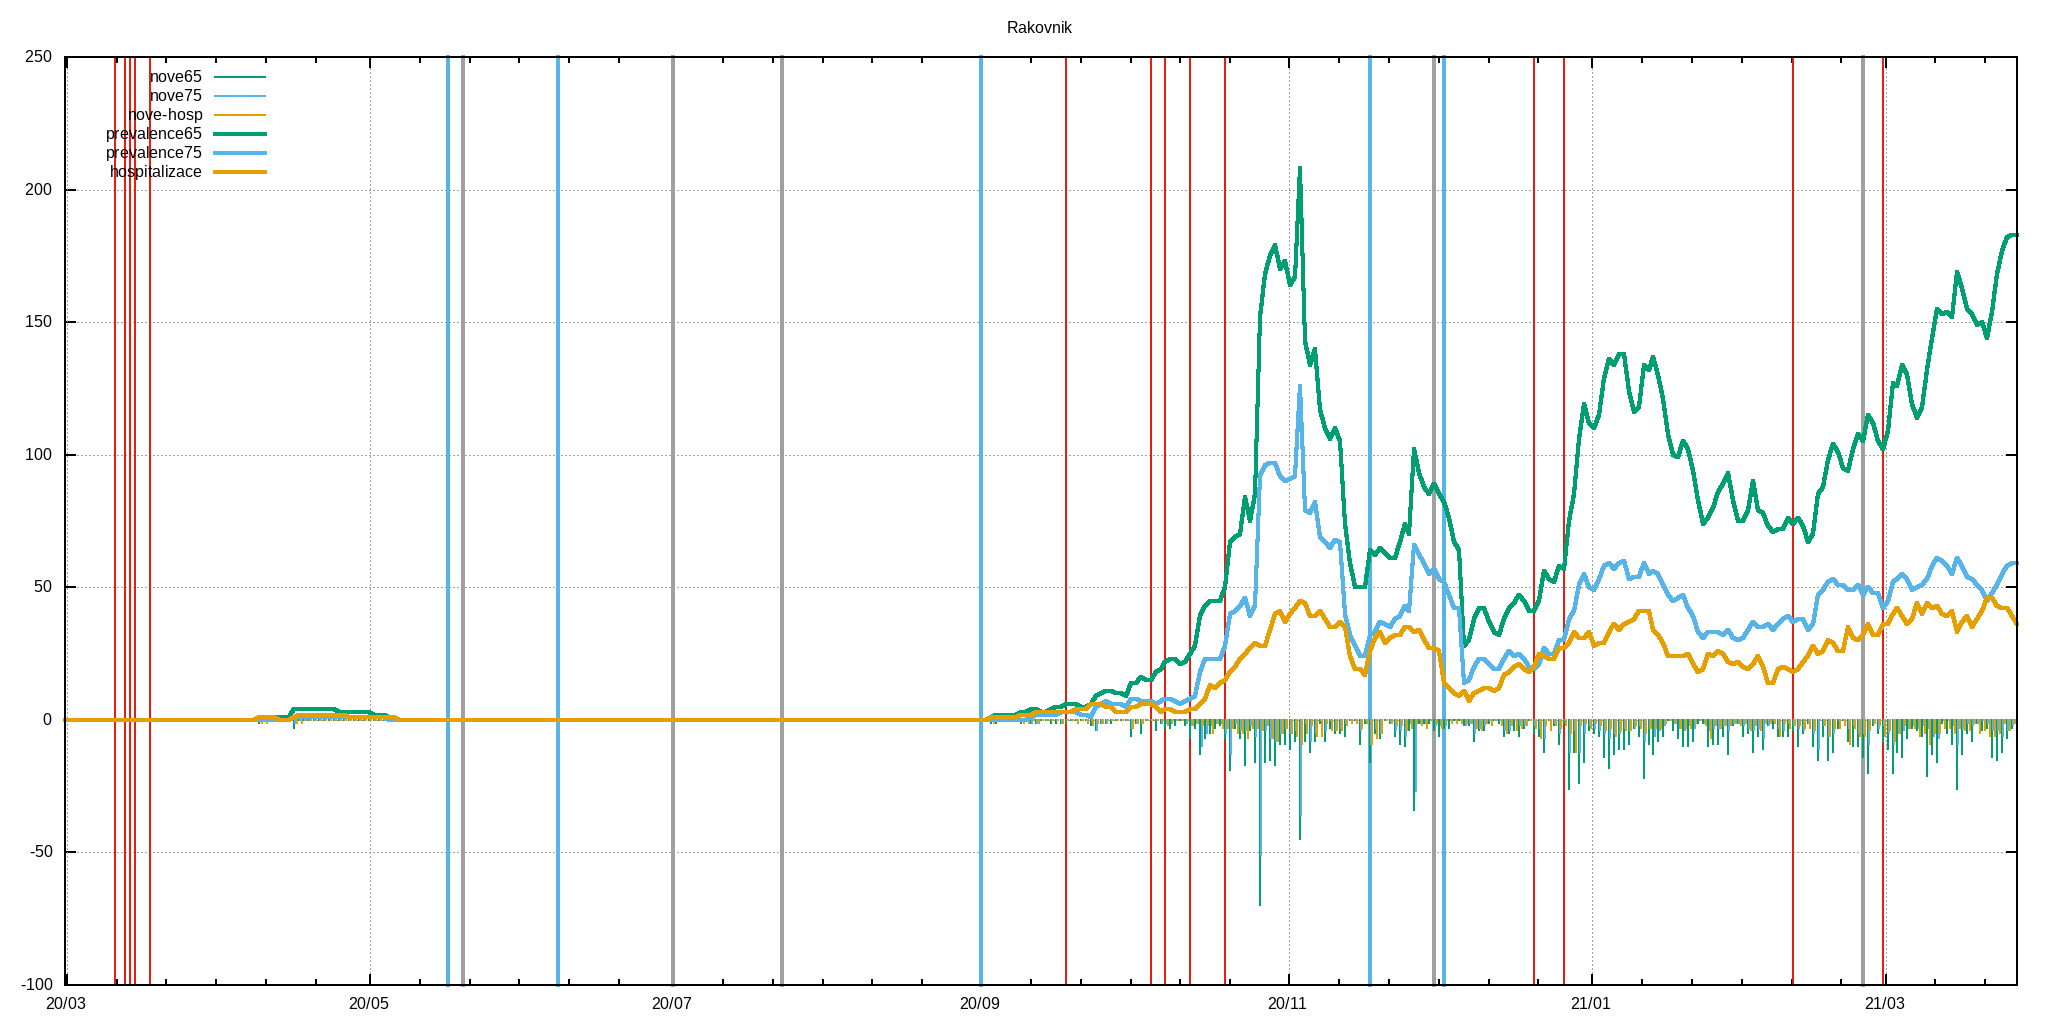 Rakovnik
250
nove65
nove75
nove-hosp
prevalence65
prevalence75
hospitalizace
200
150
100
50
0
-50
-100
20/03 20/05 20/07 20/09 20/11 21/01 21/03